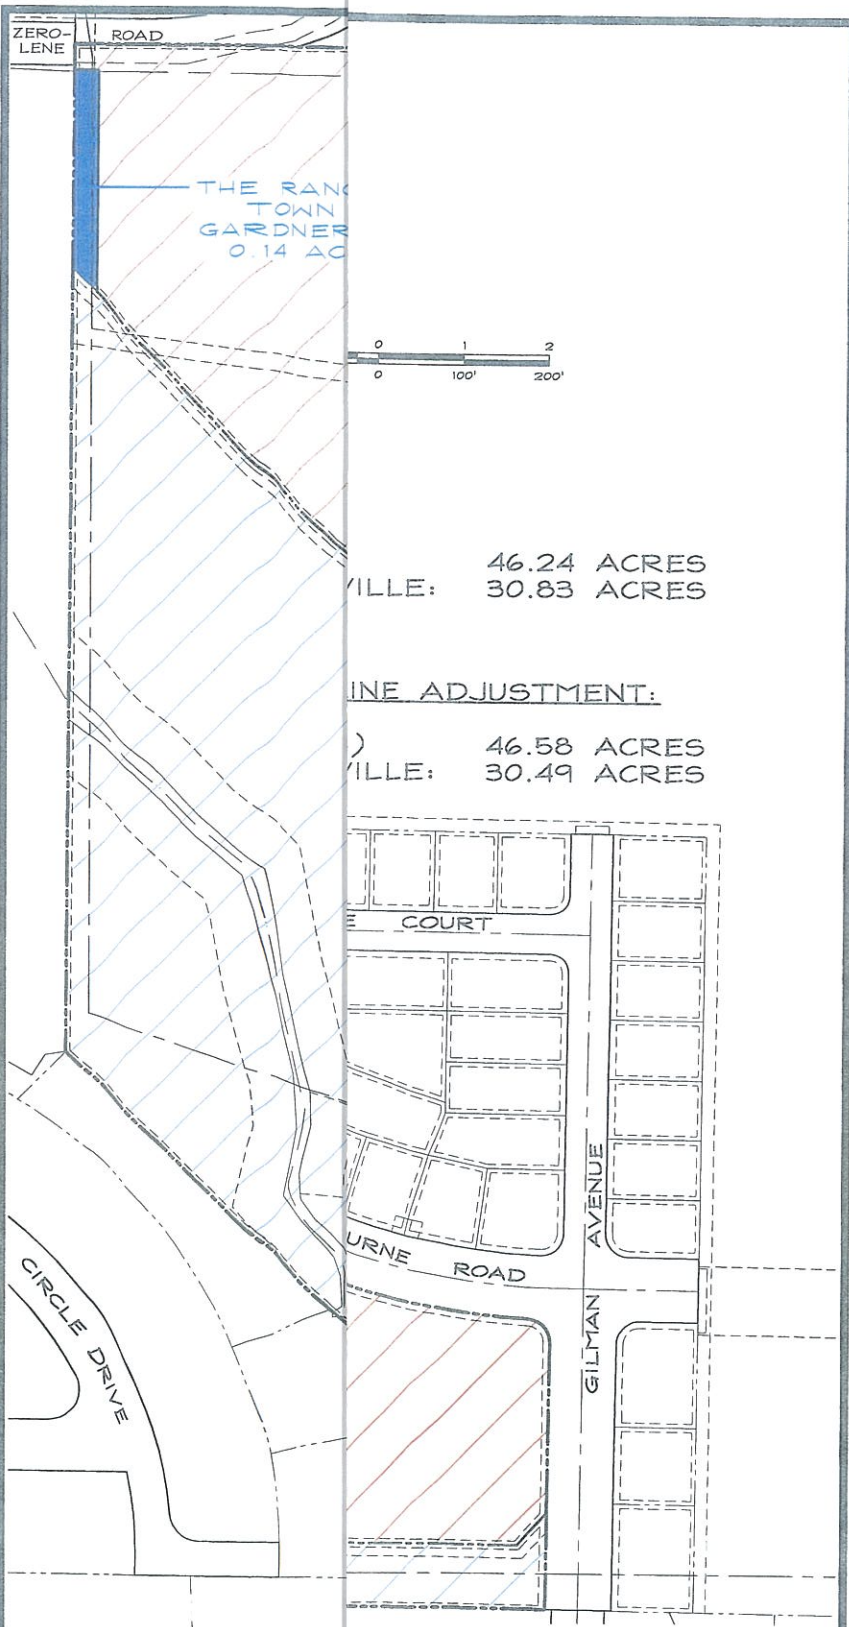 ZERO-
LENE
ROAD
THE RANC
TOWN
GARDNER
0.14 AC
0 1 2
0 100' 200'
46.24 ACRES
VILLE: 30.83 ACRES
LINE ADJUSTMENT:
) 46.58 ACRES
VILLE: 30.49 ACRES
E COURT
AVENUE
URNE ROAD
GILMAN
CIRCLE DRIVE